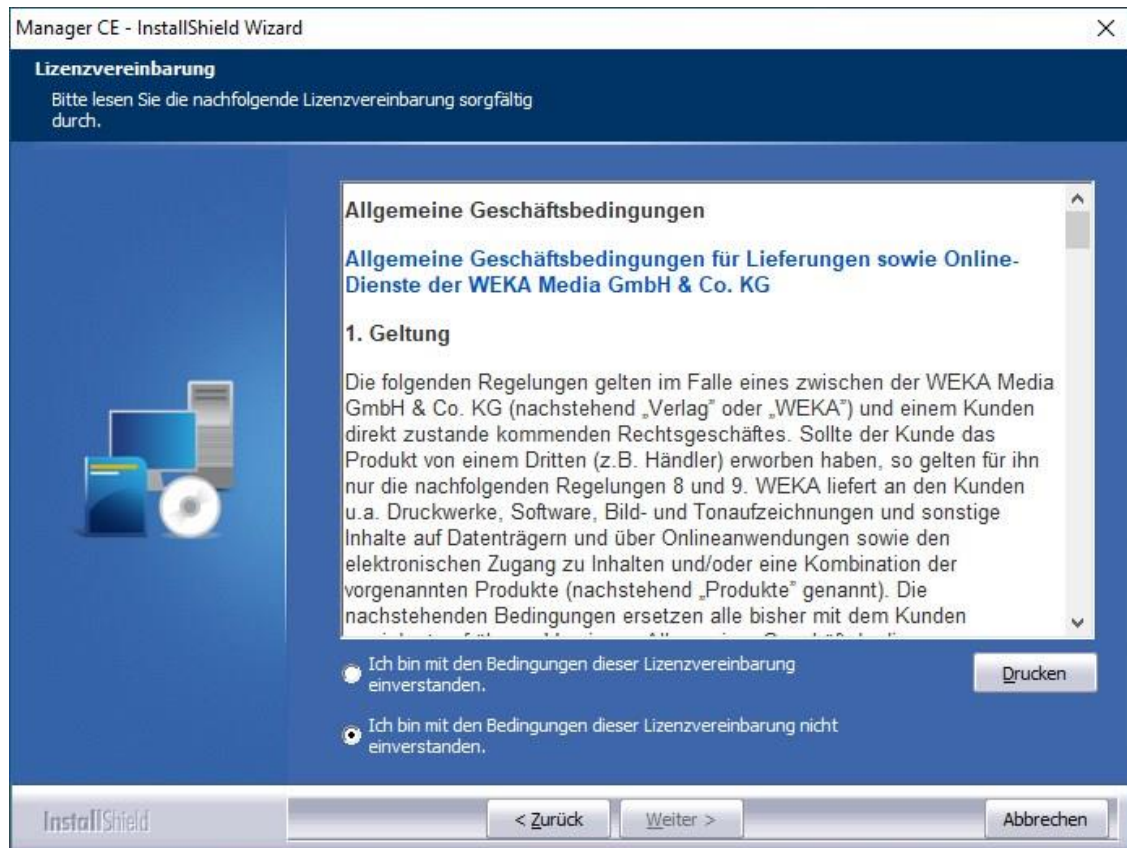 Manager CE - InstallShield Wizard
Lizenzvereinbarung
Bitte lesen Sie die nachfolgende Lizenzvereinbarung sorgfältig
durch.
Allgemeine Geschäftsbedingungen
Allgemeine Geschäftsbedingungen für Lieferungen sowie Online-
Dienste der WEKA Media GmbH & Co. KG
1. Geltung
Die folgenden Regelungen gelten im Falle eines zwischen der WEKA Media
GmbH & Co. KG (nachstehend „Verlag" oder „WEKA") und einem Kunden
direkt zustande kommenden Rechtsgeschäftes. Sollte der Kunde das
Produkt von einem Dritten (z.B. Händler) erworben haben, so gelten für ihn
nur die nachfolgenden Regelungen 8 und 9. WEKA liefert an den Kunden
u.a. Druckwerke, Software, Bild- und Tonaufzeichnungen und sonstige
Inhalte auf Datenträgern und über Onlineanwendungen sowie den
elektronischen Zugang zu Inhalten und/oder eine Kombination der
vorgenannten Produkte (nachstehend „Produkte" genannt). Die
nachstehenden Bedingungen ersetzen alle bisher mit dem Kunden
Ich bin mit den Bedingungen dieser Lizenzvereinbarung
einverstanden.
Drucken
Ich bin mit den Bedingungen dieser Lizenzvereinbarung nicht
einverstanden.
InstallShield
< Zurück
Weiter >
Abbrechen